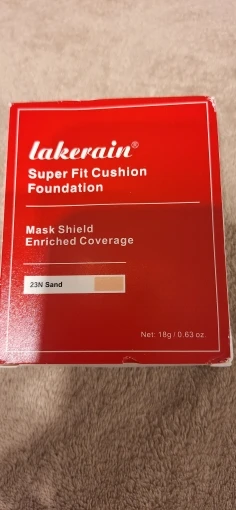 lakerain®
Super Fit Cushion
Foundation
Mask Shield
Enriched Coverage
23N Sand
Net: 18g / 0.63 oz.